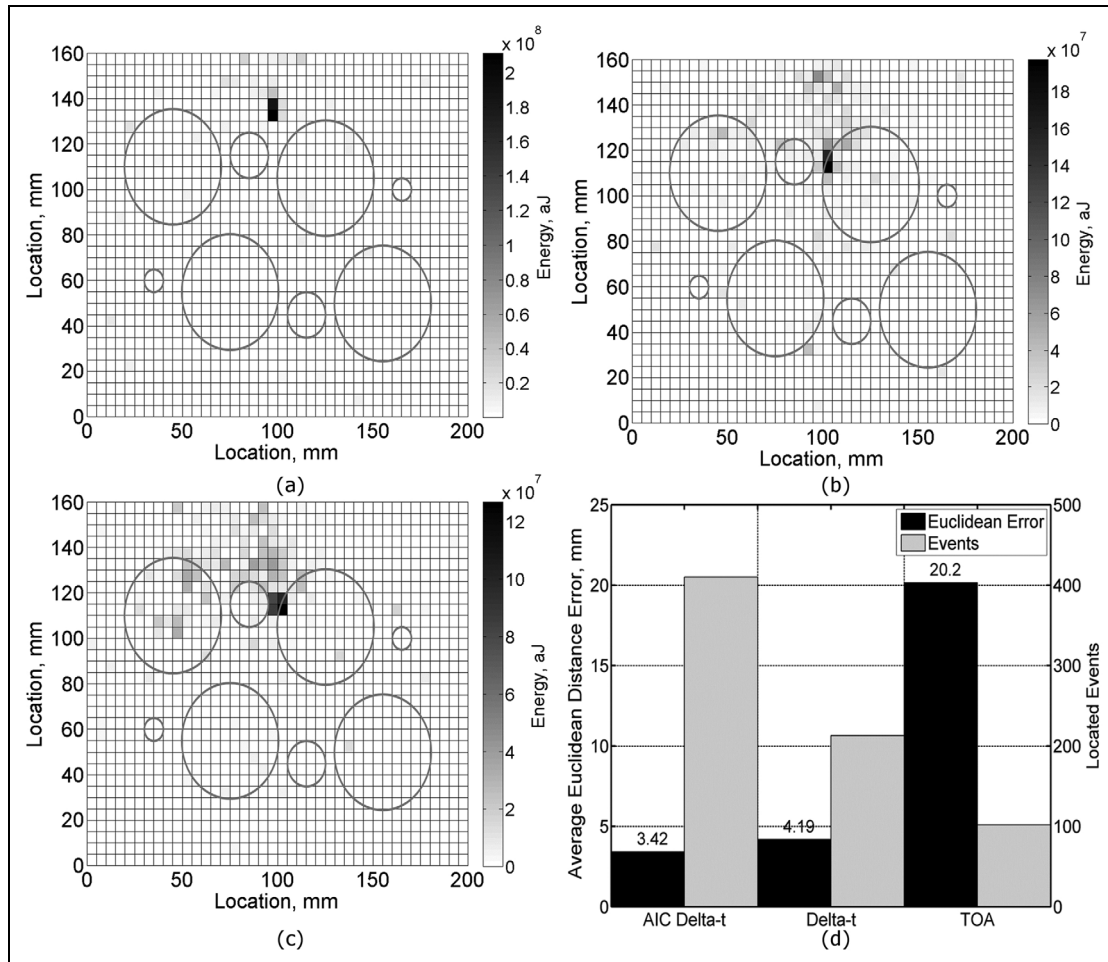 x 10^8
160
140
120
100
80
60
40
20
0
Location, mm
0 50 100 150 200
Location, mm
2
1.8
1.6
1.4
1.2
1
0.8
0.6
0.4
0.2
Energy, aJ
(a)
x 10^7
160
140
120
100
80
60
40
20
0
Location, mm
0 50 100 150 200
Location, mm
18
16
14
12
10
8
6
4
2
0
Energy, aJ
(b)
x 10^7
160
140
120
100
80
60
40
20
0
Location, mm
0 50 100 150 200
Location, mm
12
10
8
6
4
2
0
Energy, aJ
(c)
25
20
15
10
5
0
Average Euclidean Distance Error, mm
Euclidean Error
Events
3.42
4.19
20.2
500
400
300
200
100
0
Located Events
AIC Delta-t Delta-t TOA
(d)